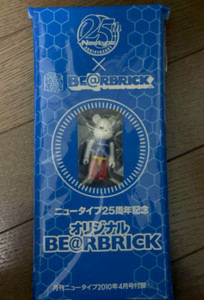 25th
Newtype
ANNIVERSARY
×
BE@RBRICK
ニュータイプ25周年記念
オリジナル
BE@RBRICK
月刊ニュータイプ2010年4月号付録